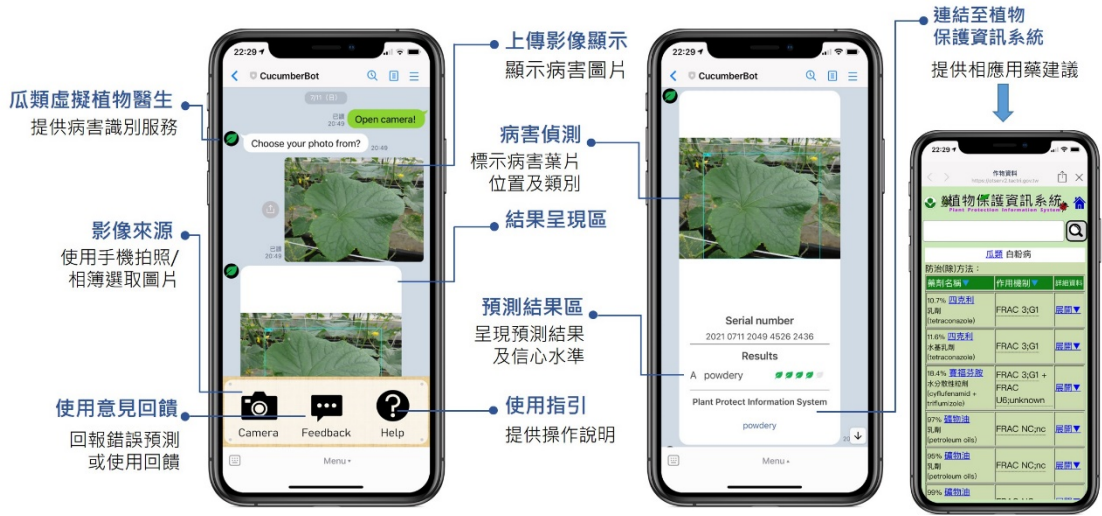 瓜類虛擬植物醫生
提供病害識別服務
影像來源
使用手機拍照/
相簿選取圖片
使用意見回饋
回報錯誤預測
或使用回饋
22:29
CucumberBot
7/11（日）
已讀
20:49
Open camera!
Choose your photo from?
20:49
已讀
20:49
Camera
Feedback
Help
Menu
上傳影像顯示
顯示病害圖片
病害偵測
標示病害葉片
位置及類別
結果呈現區
預測結果區
呈現預測結果
及信心水準
使用指引
提供操作說明
22:29
CucumberBot
Serial number
2021 0711 2049 4526 2436
Results
A powdery
Plant Protect Information System
powdery
Menu
連結至植物
保護資訊系統
提供相應用藥建議
22:29
作物資料
植物保護資訊系統
Plant Protection Information System
瓜類 白粉病
防治(除)方法：
藥劑名稱▼ 作用機制▼ 詳細資料
10.7% 四克利
乳劑
(tetraconazole)
FRAC 3;G1
展開▼
11.6% 四克利
水基乳劑
(tetraconazole)
FRAC 3;G1
展開▼
18.4% 賽福芬胺
水分散性粒劑
(cyflufenamid +
triflumizole)
FRAC 3;G1 +
FRAC
U6;unknown
展開▼
97% 礦物油
乳劑
(petroleum oils)
FRAC NC;nc
展開▼
95% 礦物油
乳劑
(petroleum oils)
FRAC NC;nc
展開▼
99% 礦物油